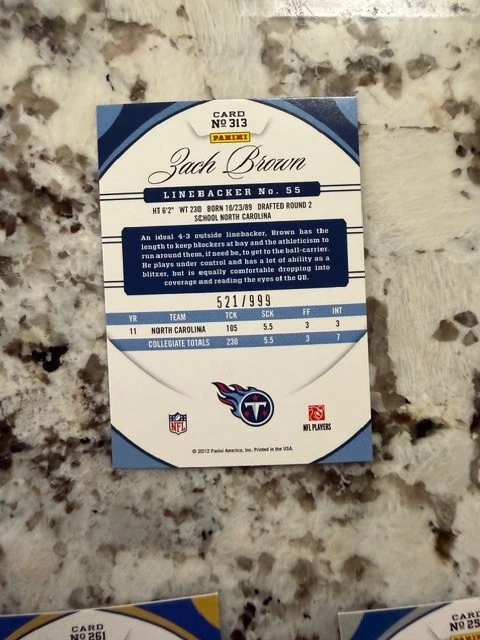 CARD
Nº 313
PANINI
Zach Brown
LINEBACKER No. 55
HT 6'2" WT 230 BORN 10/23/89 DRAFTED ROUND 2
SCHOOL NORTH CAROLINA
An ideal 4-3 outside linebacker, Brown has the
length to keep blockers at bay and the athleticism to
run around them, if need be, to get to the ball-carrier.
He plays under control and has a lot of ability as a
blitzer, but is equally comfortable dropping into
coverage and reading the eyes of the QB.
521/999
YR TEAM TCK SCK FF INT
11 NORTH CAROLINA 105 5.5 3 3
COLLEGIATE TOTALS 230 5.5 3 7
T
NFL
NFL PLAYERS
© 2012 Panini America, Inc. Printed in the USA.
CARD
Nº 261
CARD